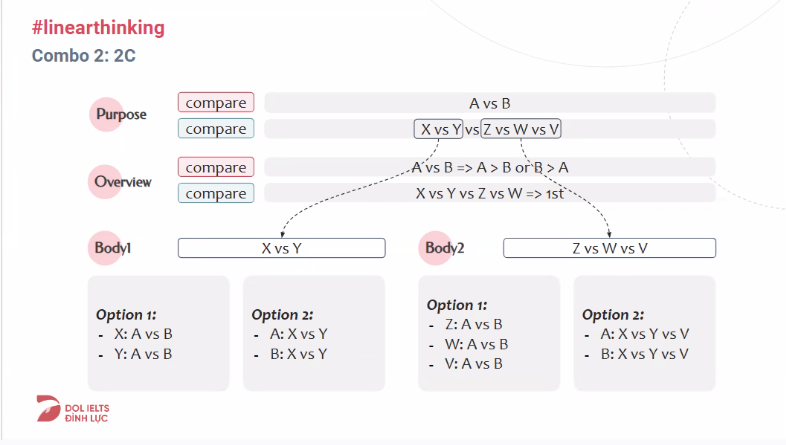 #linearthinking
Combo 2: 2C
Purpose
compare
A vs B
compare
X vs Y vs Z vs W vs V
Overview
compare
A vs B => A > B or B > A
compare
X vs Y vs Z vs W => 1st
Body1
X vs Y
Body2
Z vs W vs V
Option 1:
- X: A vs B
- Y: A vs B
Option 2:
- A: X vs Y
- B: X vs Y
Option 1:
- Z: A vs B
- W: A vs B
- V: A vs B
Option 2:
- A: X vs Y vs V
- B: X vs Y vs V
DOL IELTS
ĐÌNH LỰC